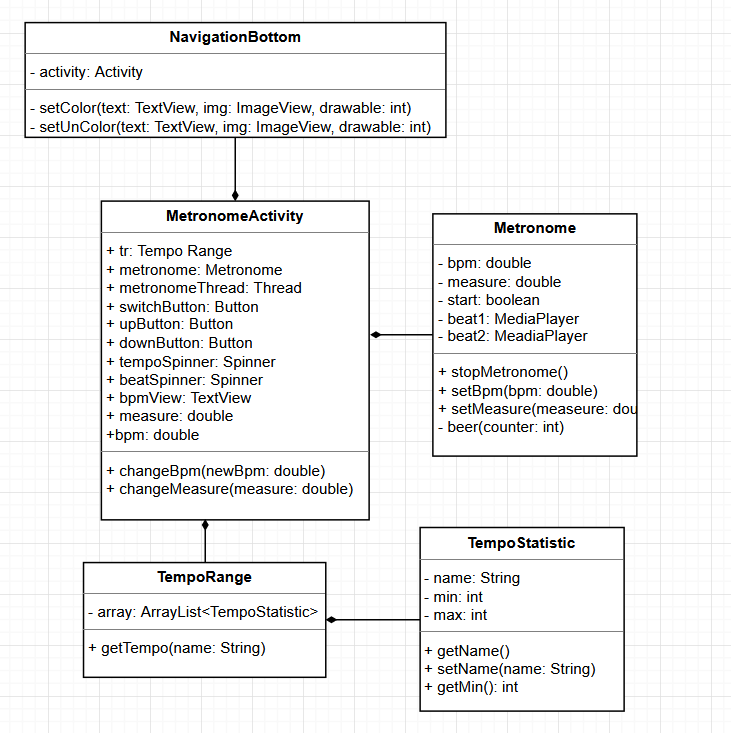 NavigationBottom
- activity: Activity
- setColor(text: TextView, img: ImageView, drawable: int)
- setUnColor(text: TextView, img: ImageView, drawable: int)
MetronomeActivity
+ tr: Tempo Range
+ metronome: Metronome
+ metronomeThread: Thread
+ switchButton: Button
+ upButton: Button
+ downButton: Button
+ tempoSpinner: Spinner
+ beatSpinner: Spinner
+ bpmView: TextView
+ measure: double
+bpm: double
+ changeBpm(newBpm: double)
+ changeMeasure(measure: double)
Metronome
- bpm: double
- measure: double
- start: boolean
- beat1: MediaPlayer
- beat2: MeadiaPlayer
+ stopMetronome()
+ setBpm(bpm: double)
+ setMeasure(measeure: dou
- beer(counter: int)
TempoRange
- array: ArrayList<TempoStatistic>
+ getTempo(name: String)
TempoStatistic
- name: String
- min: int
- max: int
+ getName()
+ setName(name: String)
+ getMin(): int